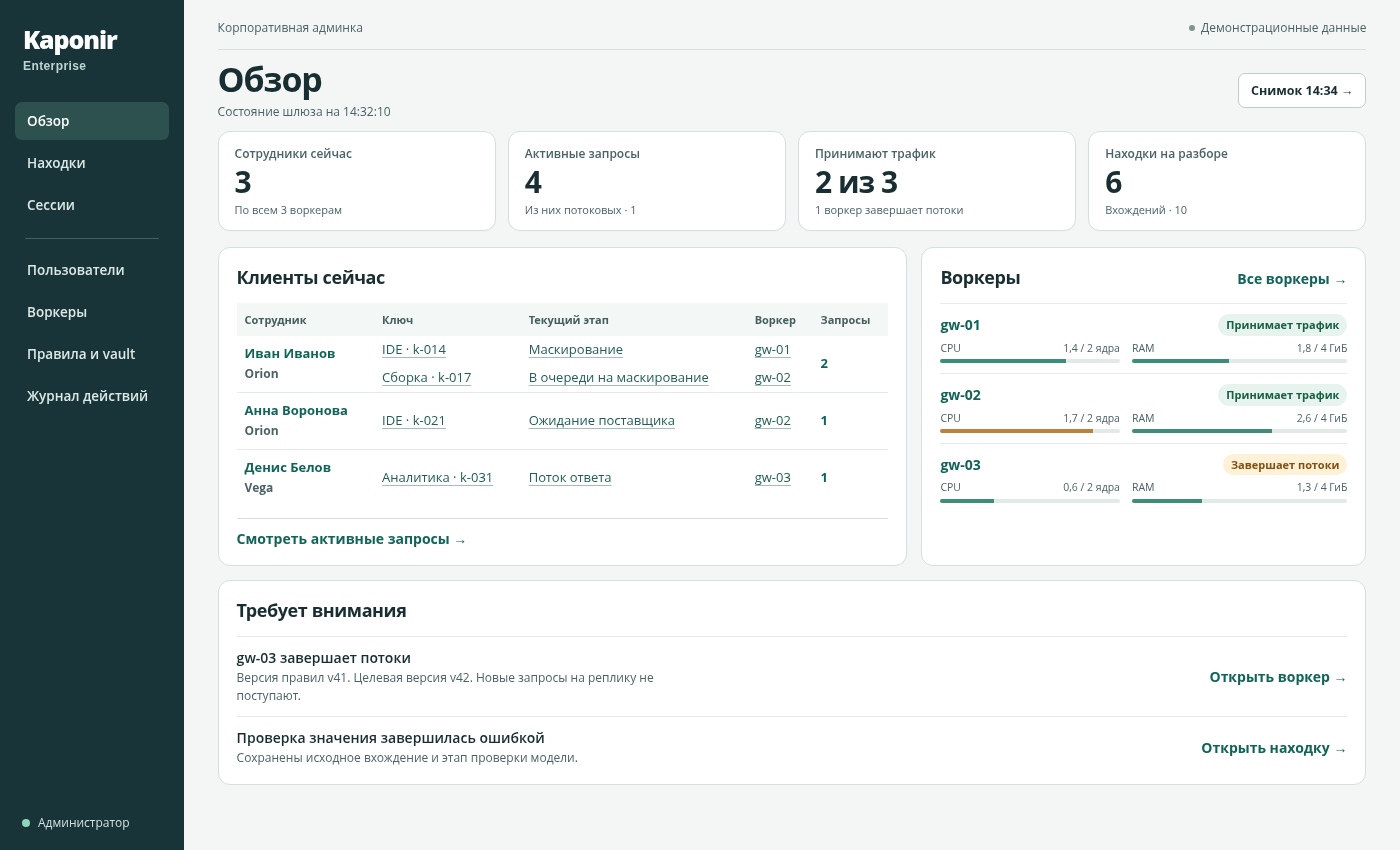 Kaponir
Enterprise
Обзор
Находки
Сессии
Пользователи
Воркеры
Правила и vault
Журнал действий
Администратор
Корпоративная админка
Демонстрационные данные
Обзор
Состояние шлюза на 14:32:10
Снимок 14:34 →
Сотрудники сейчас
3
По всем 3 воркерам
Активные запросы
4
Из них потоковых · 1
Принимают трафик
2 из 3
1 воркер завершает потоки
Находки на разборе
6
Вхождений · 10
Клиенты сейчас
Сотрудник Ключ Текущий этап Воркер Запросы
Иван Иванов
Orion
IDE · k-014 Маскирование gw-01
Сборка · k-017 В очереди на маскирование gw-02
2
Анна Воронова
Orion
IDE · k-021 Ожидание поставщика gw-02 1
Денис Белов
Vega
Аналитика · k-031 Поток ответа gw-03 1
Смотреть активные запросы →
Воркеры
Все воркеры →
gw-01 Принимает трафик
CPU 1,4 / 2 ядра RAM 1,8 / 4 ГиБ
gw-02 Принимает трафик
CPU 1,7 / 2 ядра RAM 2,6 / 4 ГиБ
gw-03 Завершает потоки
CPU 0,6 / 2 ядра RAM 1,3 / 4 ГиБ
Требует внимания
gw-03 завершает потоки
Версия правил v41. Целевая версия v42. Новые запросы на реплику не
поступают.
Открыть воркер →
Проверка значения завершилась ошибкой
Сохранены исходное вхождение и этап проверки модели.
Открыть находку →